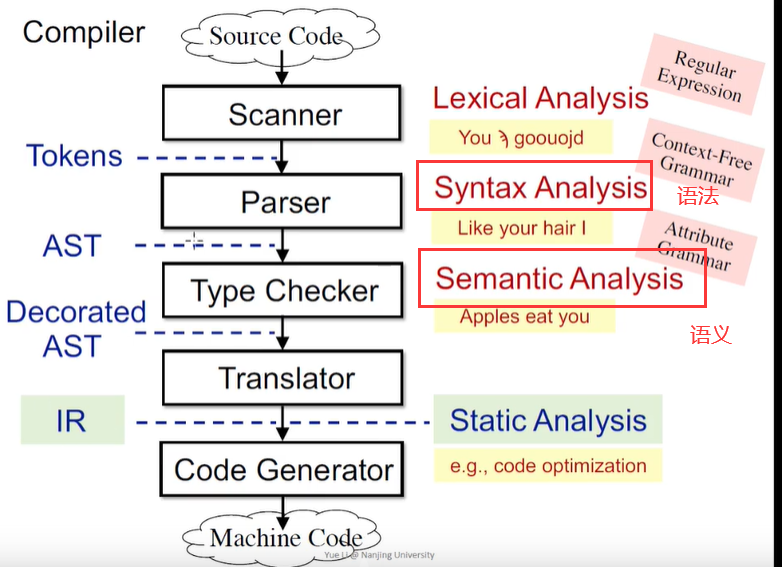 Compiler
Source Code
Scanner
Lexical Analysis
Regular
Expression
You
goouojd
Tokens
Context-Free
Grammar
Parser
Syntax Analysis
语法
Like your hair I
AST
Attribute
Grammar
Type Checker
Semantic Analysis
Apples eat you
语义
Decorated
AST
Translator
IR
Static Analysis
Code Generator
e.g., code optimization
Machine Code
Yue Li @ Nanjing University